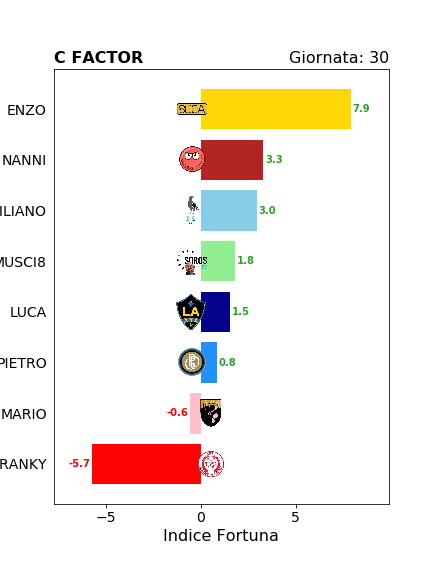 C FACTOR Giornata: 30
ENZO 7.9
NANNI 3.3
ILIANO 3.0
MUSCI8 1.8
LUCA LA 1.5
PIETRO 0.8
MARIO -0.6
RANKY -5.7
−5 0 5
Indice Fortuna